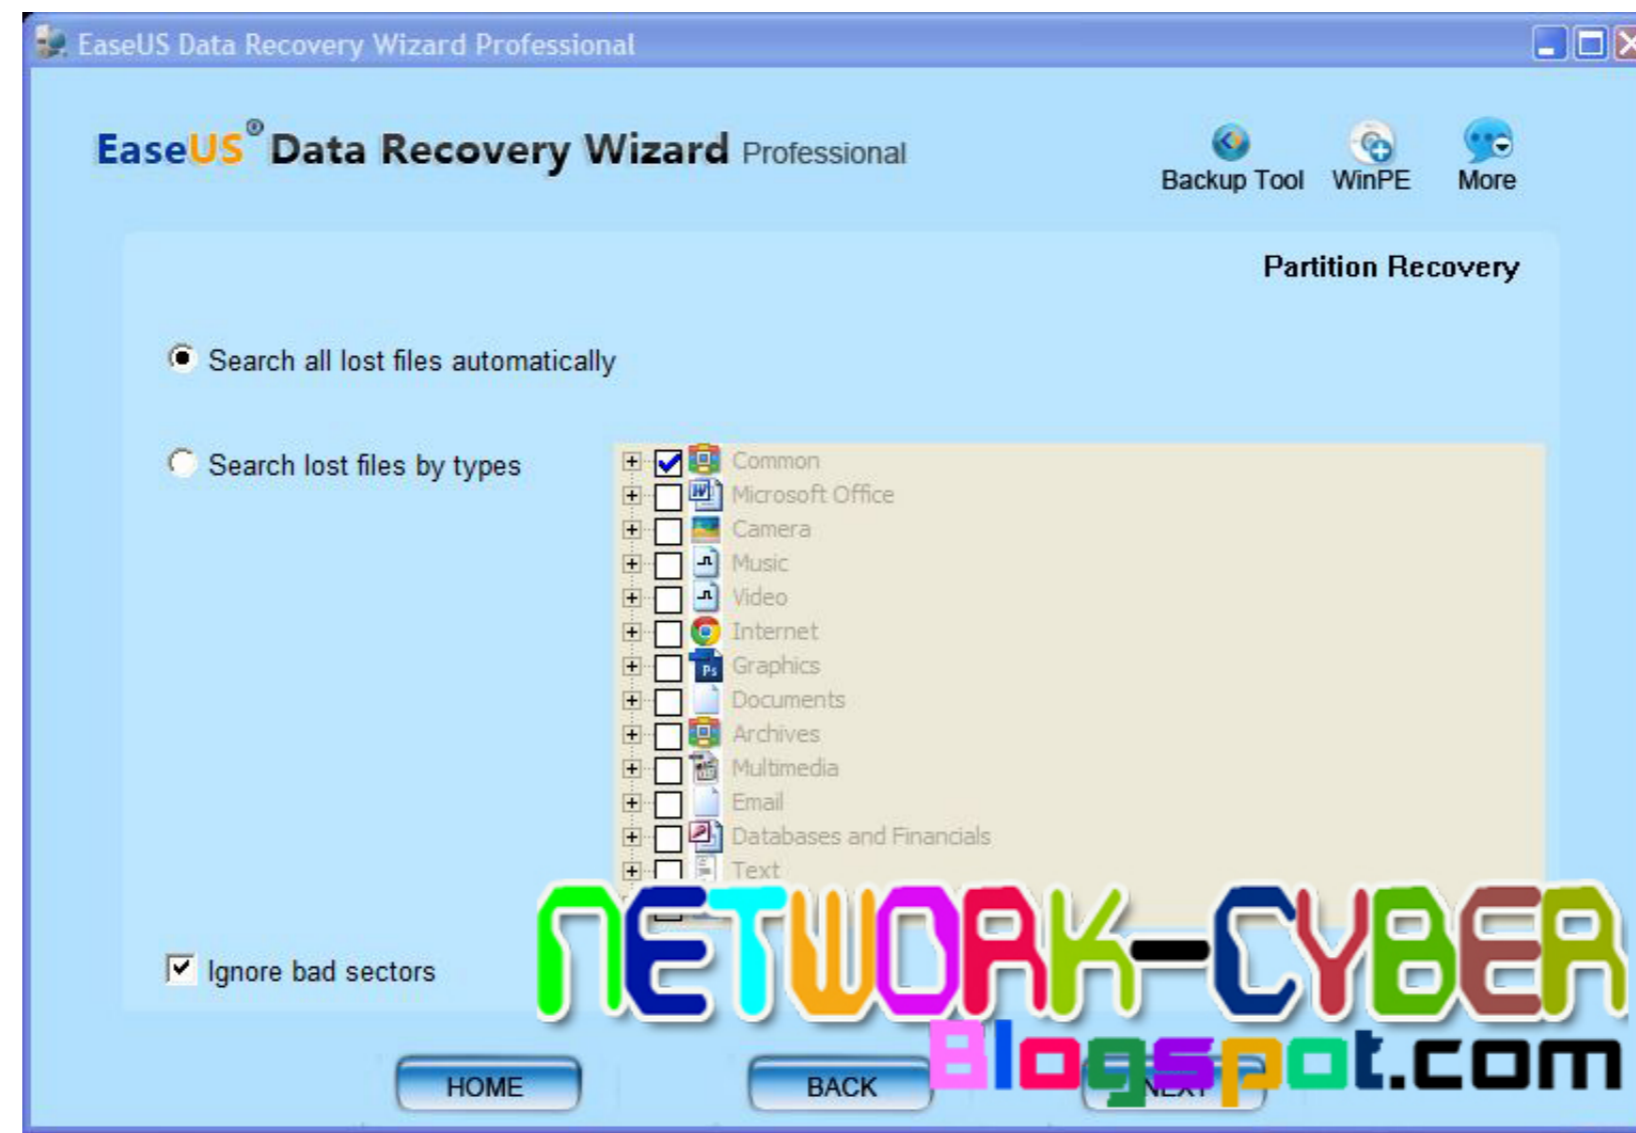 EaseUS Data Recovery Wizard Professional
EaseUS® Data Recovery Wizard Professional
Backup Tool WinPE More
Partition Recovery
Search all lost files automatically
Search lost files by types
Common
Microsoft Office
Camera
Music
Video
Internet
Ps Graphics
Documents
Archives
Multimedia
Email
Databases and Financials
Text
NETWORK-CYBER
Ignore bad sectors
Blogspot.com
HOME BACK NEXT